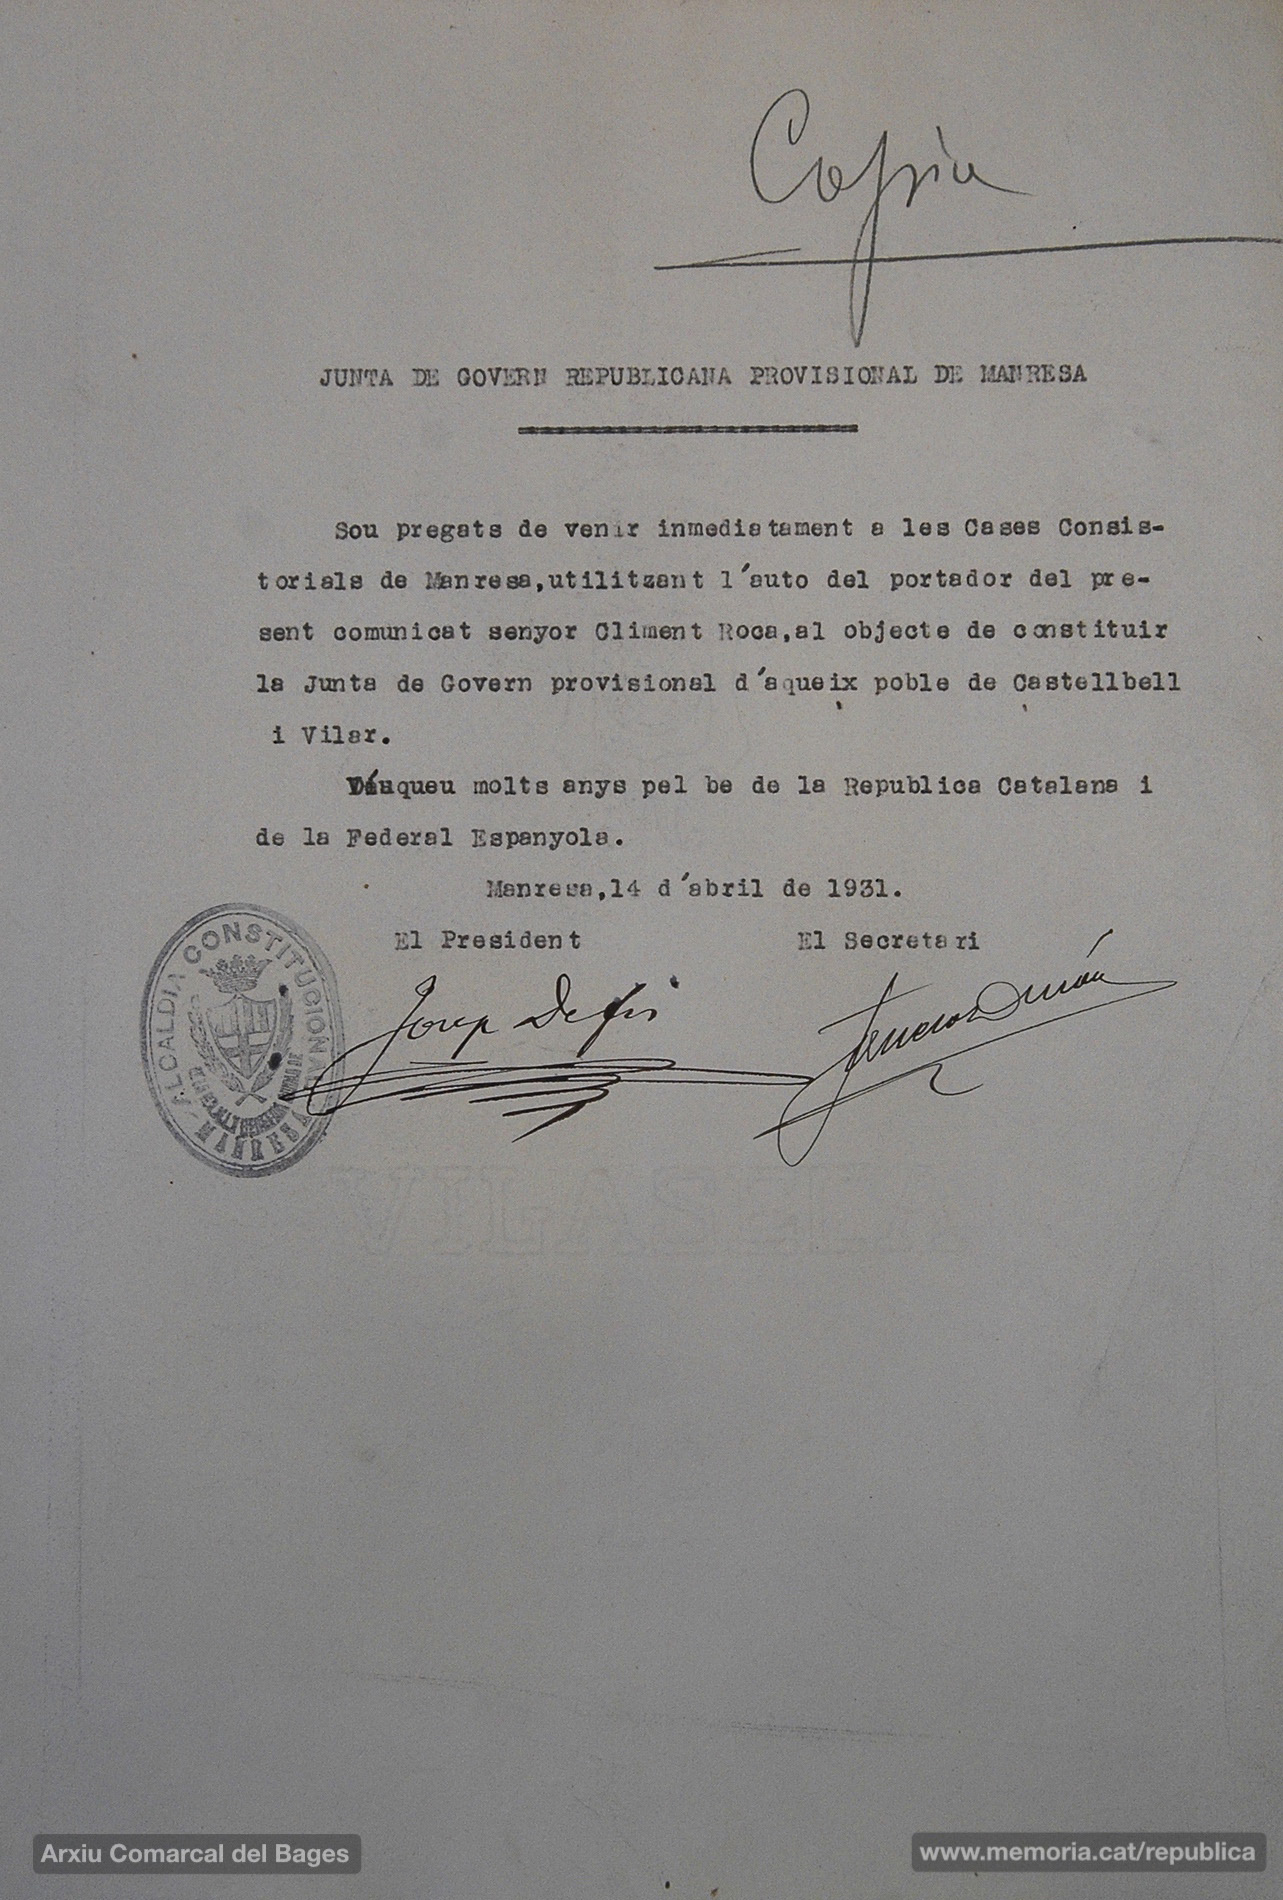 Copia
JUNTA DE GOVERN REPUBLICANA PROVISIONAL DE MANRESA
Sou pregats de venir inmediatament a les Cases Consis-
torials de Manresa,utilitzant l'auto del portador del pre-
sent comunicat senyor Climent Roca,al objecte de constituir
la Junta de Govern provisional d'aqueix poble de Castellbell
i Vilar.
Visqueu molts anys pel be de la Republica Catalana i
de la Federal Espanyola.
Manresa,14 d'abril de 1931.
El President El Secretari
Josep
ALCALDIA CONSTITUCIONAL
MANRESA
VILASECA
Arxiu Comarcal del Bages
www.memoria.cat/republica